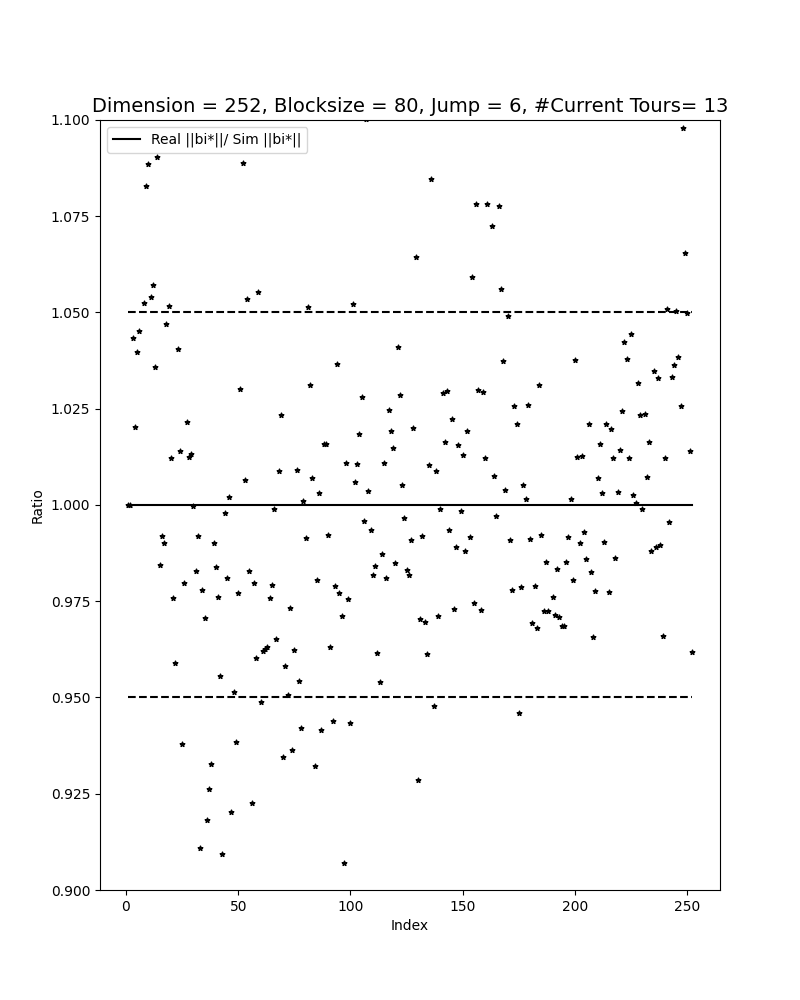 Dimension = 252, Blocksize = 80, Jump = 6, #Current Tours= 13
Real ||bi*||/ Sim ||bi*||
1.100
1.075
1.050
1.025
1.000
0.975
0.950
0.925
0.900
Ratio
0 50 100 150 200 250
Index